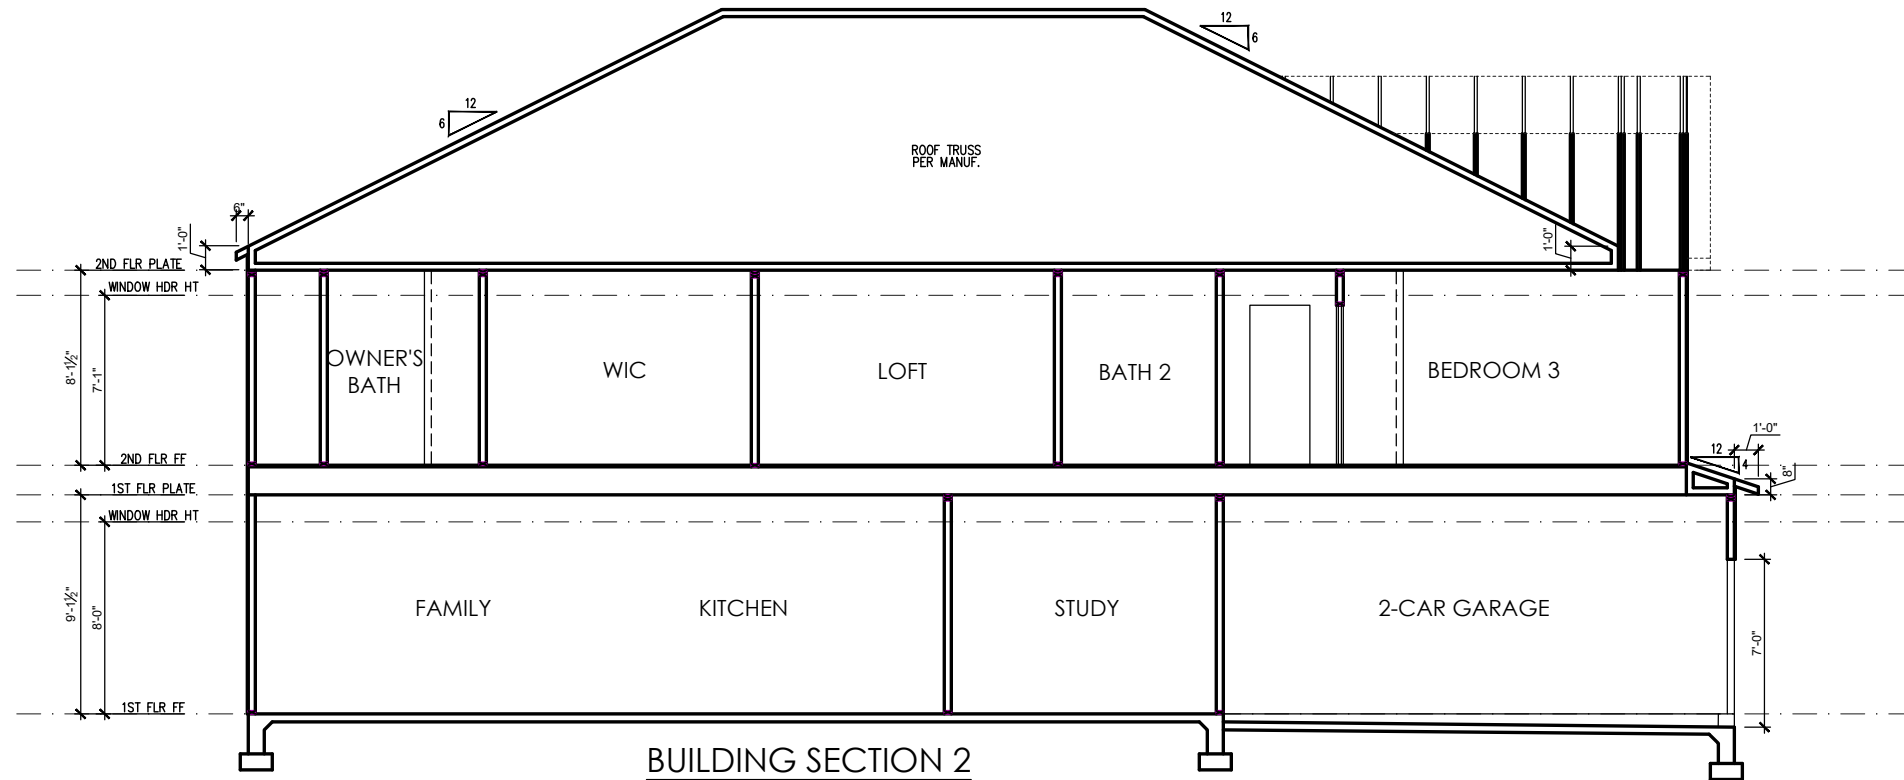 12
6
12
6
ROOF TRUSS
PER MANUF.
6"
1'-0"
1'-0"
2ND FLR PLATE
WINDOW HDR HT
8'-1½"
7'-1"
OWNER'S
BATH
WIC
LOFT
BATH 2
BEDROOM 3
1'-0"
12
4
8"
2ND FLR FF
1ST FLR PLATE
WINDOW HDR HT
9'-1½"
8'-0"
FAMILY
KITCHEN
STUDY
2-CAR GARAGE
7'-0"
1ST FLR FF
BUILDING SECTION 2